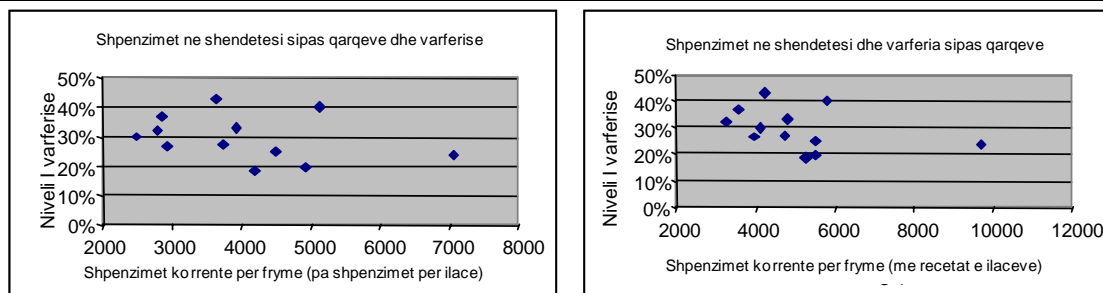 Shpenzimet ne shendetesi sipas qarqeve dhe varferise
50%
40%
30%
20%
10%
0%
Niveli I varferise
2000 3000 4000 5000 6000 7000 8000
Shpenzimet korrente per fryme (pa shpenzimet per ilace)
Shpenzimet ne shendetesi dhe varferia sipas qarqeve
50%
40%
30%
20%
10%
0%
Niveli I varferise
2000 4000 6000 8000 10000 12000
Shpenzimet korrente per fryme (me recetat e ilaceve)